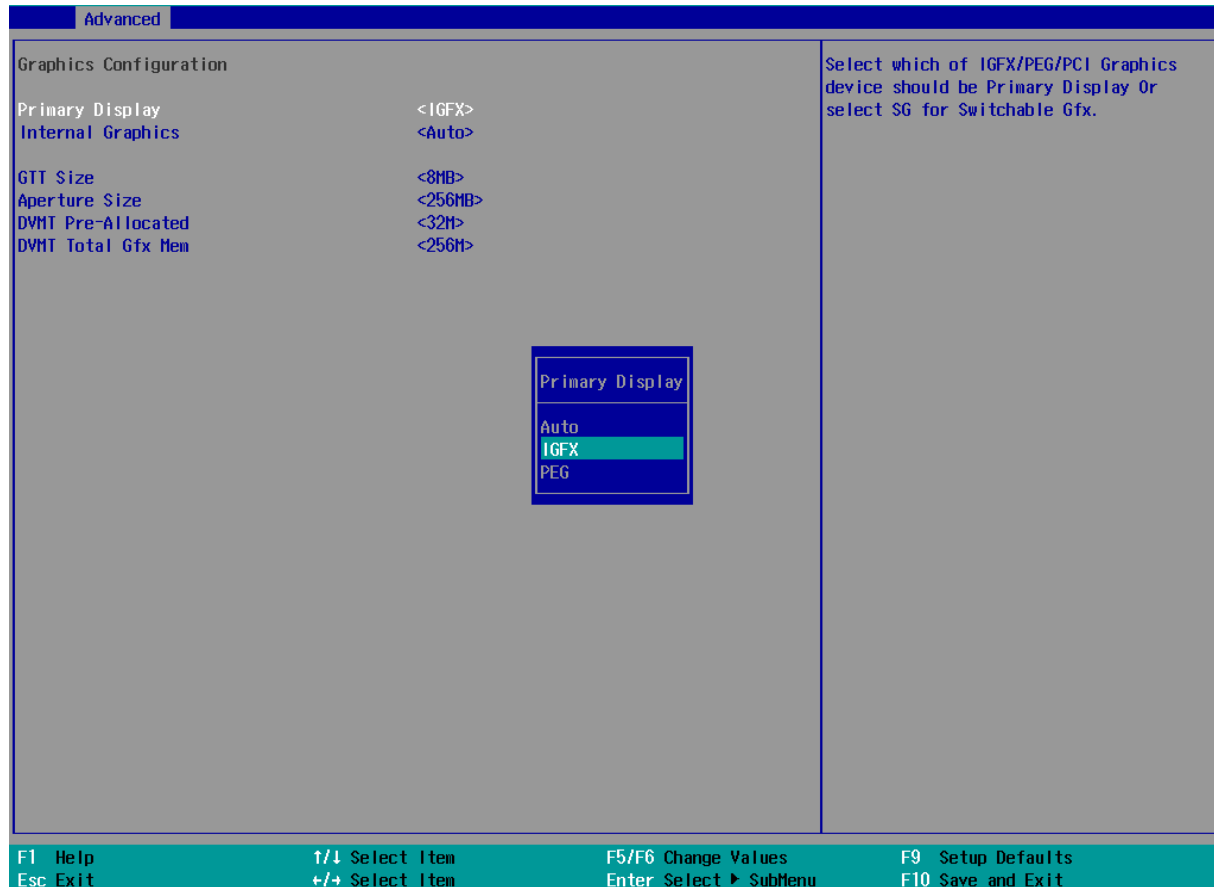 Advanced
Graphics Configuration
Primary Display <IGFX>
Internal Graphics <Auto>
GTT Size <8MB>
Aperture Size <256MB>
DVMT Pre-Allocated <32M>
DVMT Total Gfx Mem <256M>
Select which of IGFX/PEG/PCI Graphics
device should be Primary Display Or
select SG for Switchable Gfx.
Primary Display
Auto
IGFX
PEG
F1 Help ↑/↓ Select Item F5/F6 Change Values F9 Setup Defaults
Esc Exit ←/→ Select Item Enter Select ▶ SubMenu F10 Save and Exit